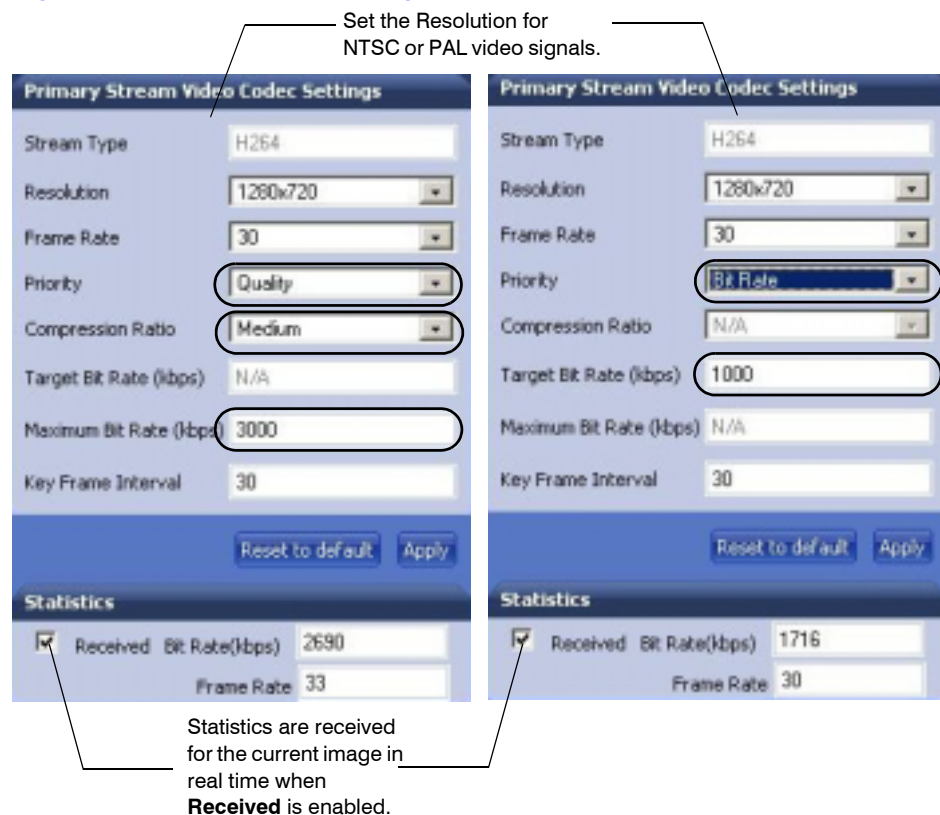 Set the Resolution for
NTSC or PAL video signals.
Primary Stream Video Codec Settings
Stream Type H264
Resolution 1280x720
Frame Rate 30
Priority Quality
Compression Ratio Medium
Target Bit Rate (kbps) N/A
Maximum Bit Rate (kbps) 3000
Key Frame Interval 30
Reset to default Apply
Statistics
Received Bit Rate(kbps) 2690
Frame Rate 33
Primary Stream Video Codec Settings
Stream Type H264
Resolution 1280x720
Frame Rate 30
Priority Bit Rate
Compression Ratio N/A
Target Bit Rate (kbps) 1000
Maximum Bit Rate (kbps) N/A
Key Frame Interval 30
Reset to default Apply
Statistics
Received Bit Rate(kbps) 1716
Frame Rate 30
Statistics are received
for the current image in
real time when
Received is enabled.